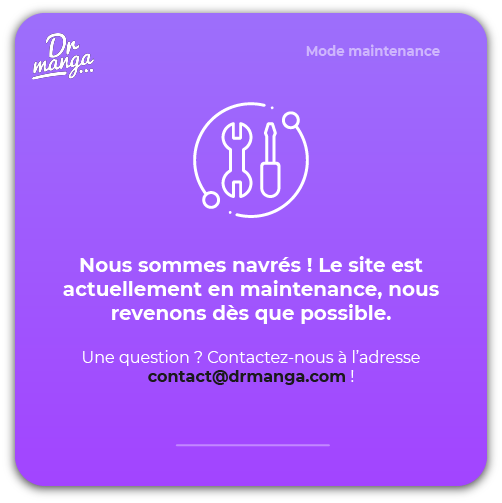 Dr
manga...
Mode maintenance
Nous sommes navrés ! Le site est
actuellement en maintenance, nous
revenons dès que possible.
Une question ? Contactez-nous à l’adresse
contact@drmanga.com !